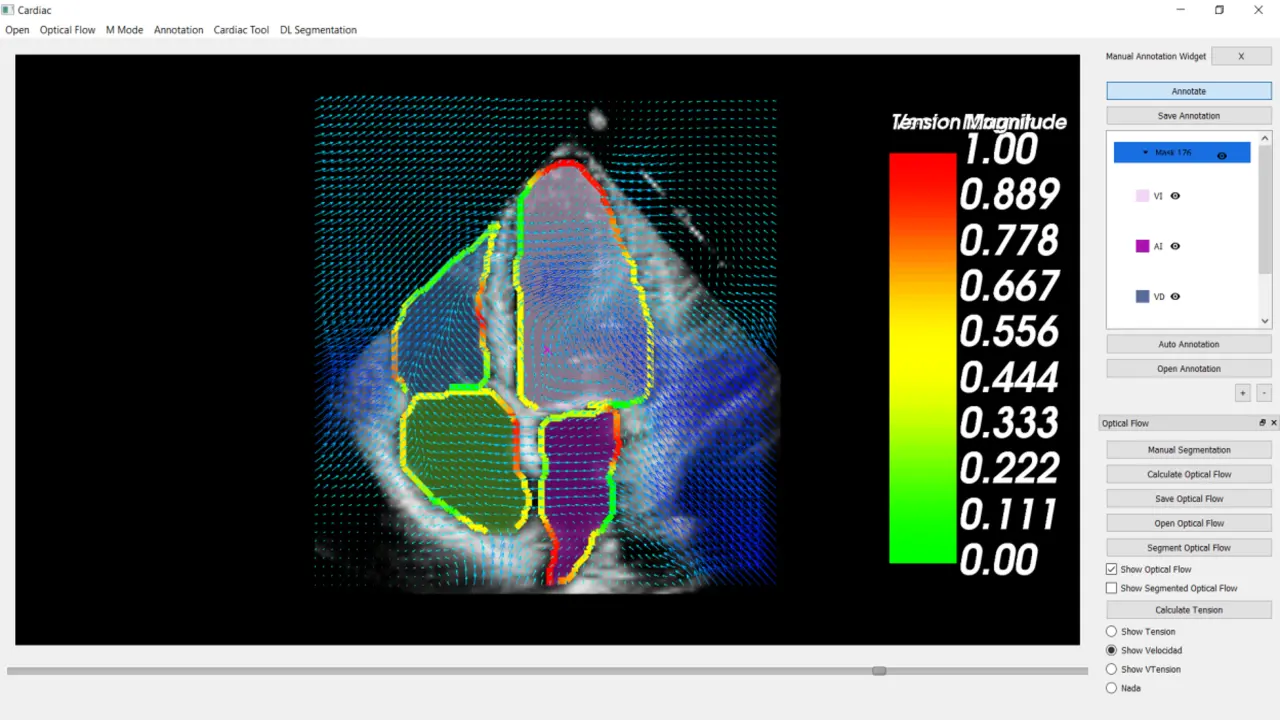 Cardiac
Open Optical Flow M Mode Annotation Cardiac Tool DL Segmentation
Tension Magnitude
1.00
0.889
0.778
0.667
0.556
0.444
0.333
0.222
0.111
0.00
Manual Annotation Widget X
Annotate
Save Annotation
Mask 176
VI
AI
VD
Auto Annotation
Open Annotation
+ -
Optical Flow
Manual Segmentation
Calculate Optical Flow
Save Optical Flow
Open Optical Flow
Segment Optical Flow
Show Optical Flow
Show Segmented Optical Flow
Calculate Tension
Show Tension
Show Velocidad
Show VTension
Nada